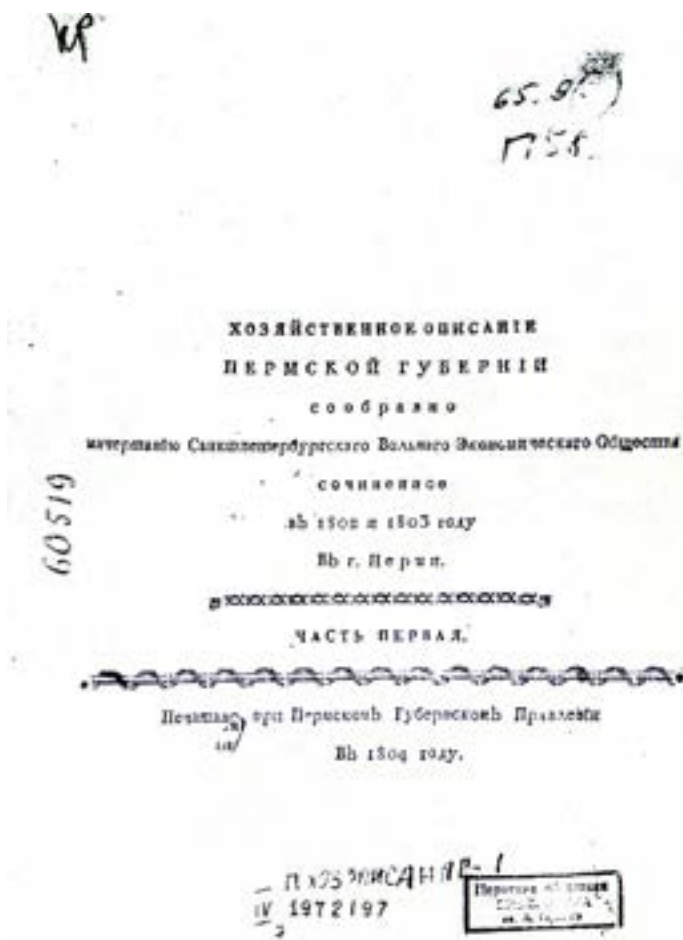 кр
65.9(
П58.
ХОЗЯЙСТВЕННОЕ ОПИСАНІЕ
ПЕРМСКОЙ ГУБЕРНІИ
сообразно
начертанію Санктпетербургскаго Вольнаго Экономическаго Общества
сочиненное
въ 1802 и 1803 году
Въ г. Перми.
60519
ЧАСТЬ ПЕРВАЯ.
Печатано при Пермскомъ Губернскомъ Правленіи
Въ 1804 году.
IV 1972197